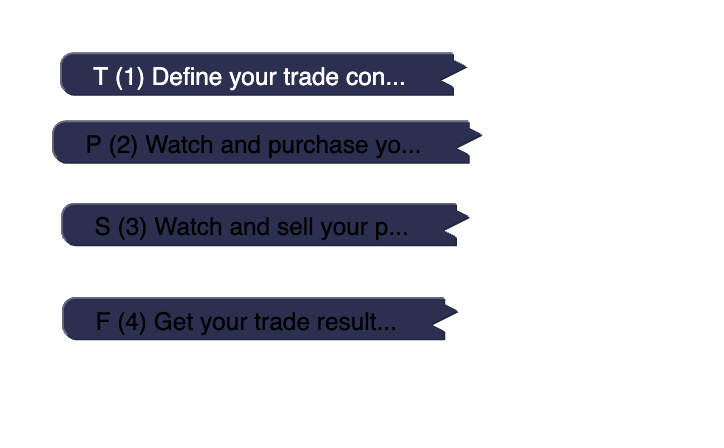 T (1) Define your trade con...
P (2) Watch and purchase yo...
S (3) Watch and sell your p...
F (4) Get your trade result...